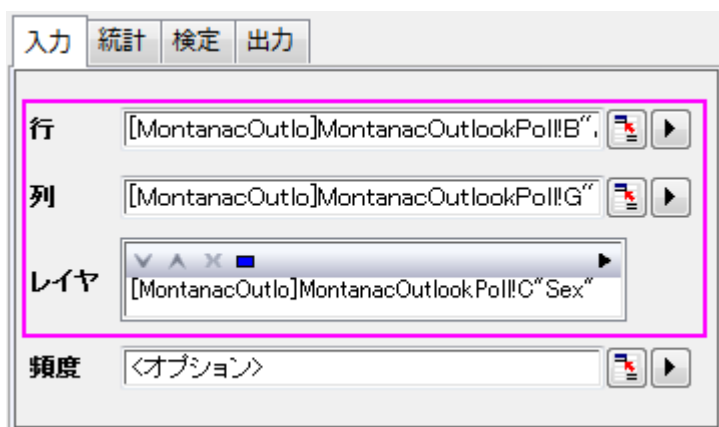 入力 統計 検定 出力
行 [MontanacOutlo]MontanacOutlookPoll!B"
列 [MontanacOutlo]MontanacOutlookPoll!G"
レイヤ
[MontanacOutlo]MontanacOutlookPoll!C"Sex"
頻度 <オプション>